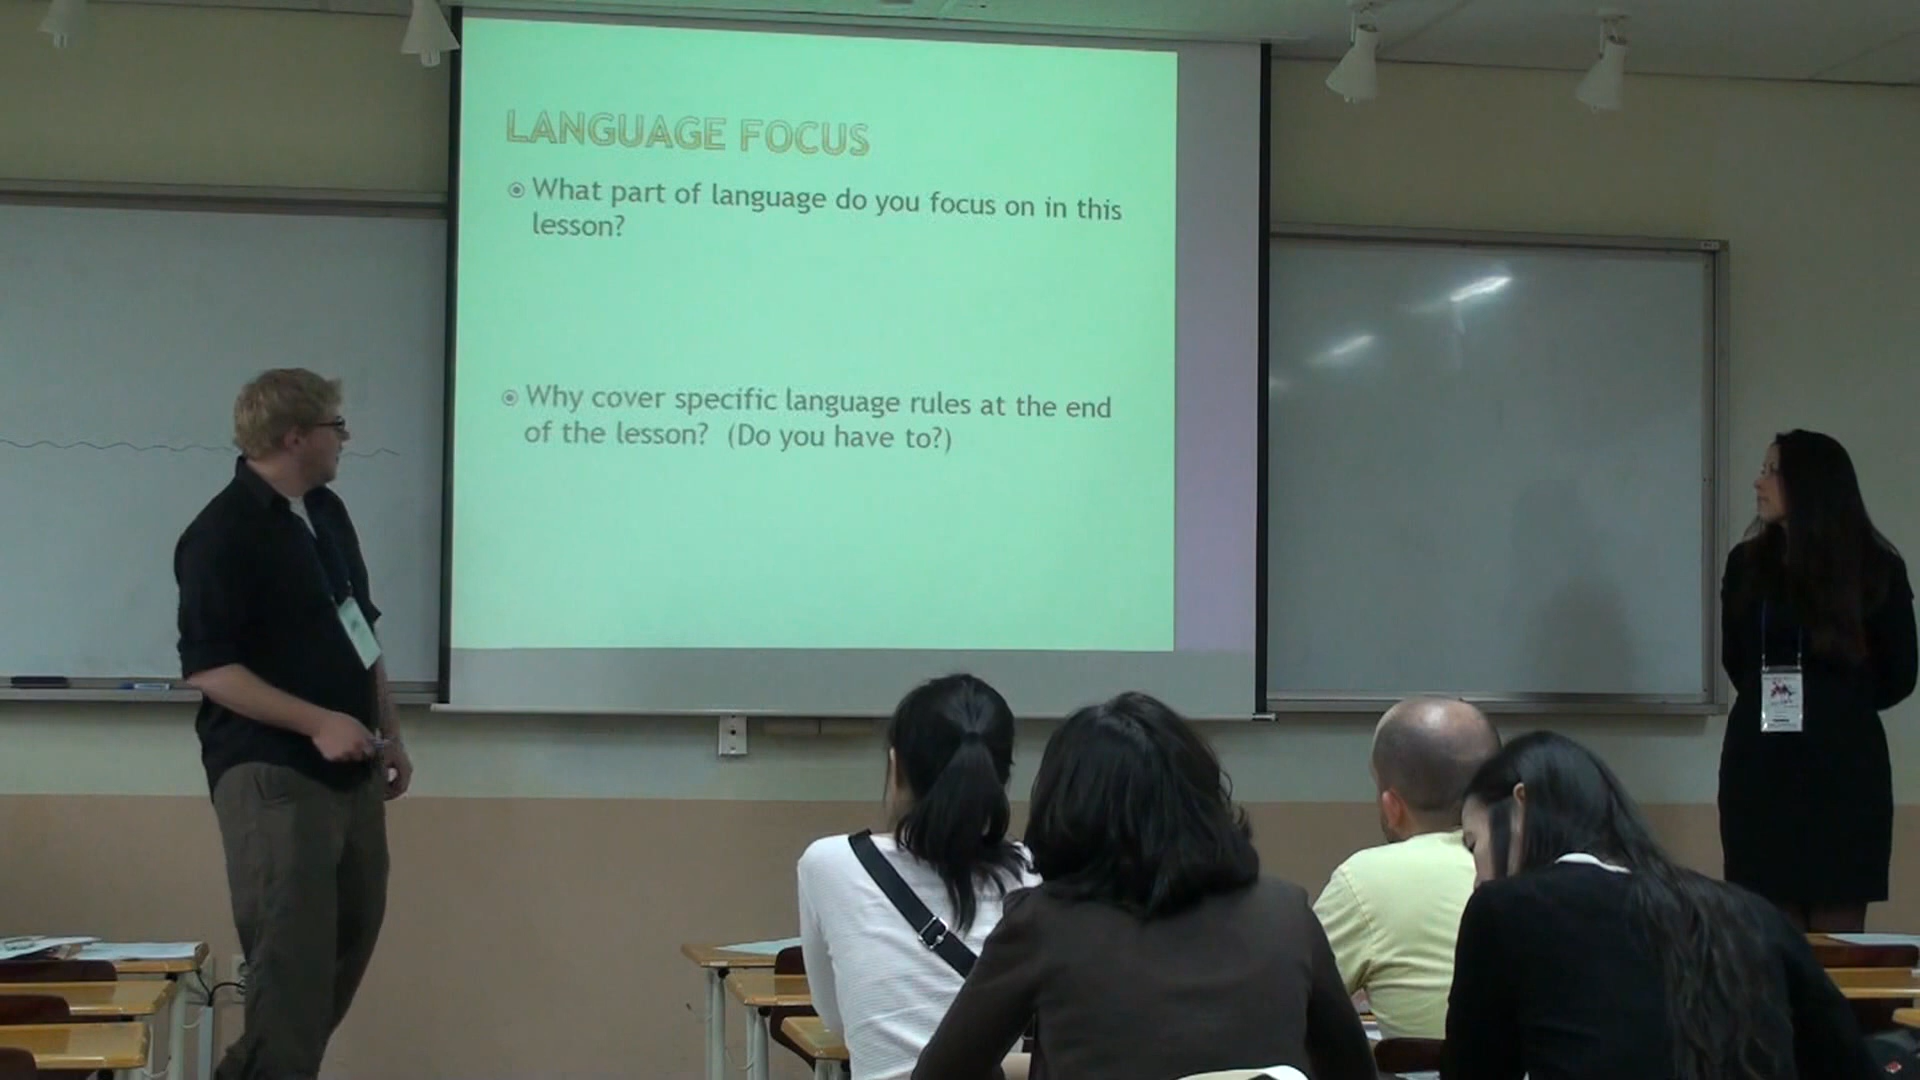 LANGUAGE FOCUS
What part of language do you focus on in this
lesson?
Why cover specific language rules at the end
of the lesson? (Do you have to?)